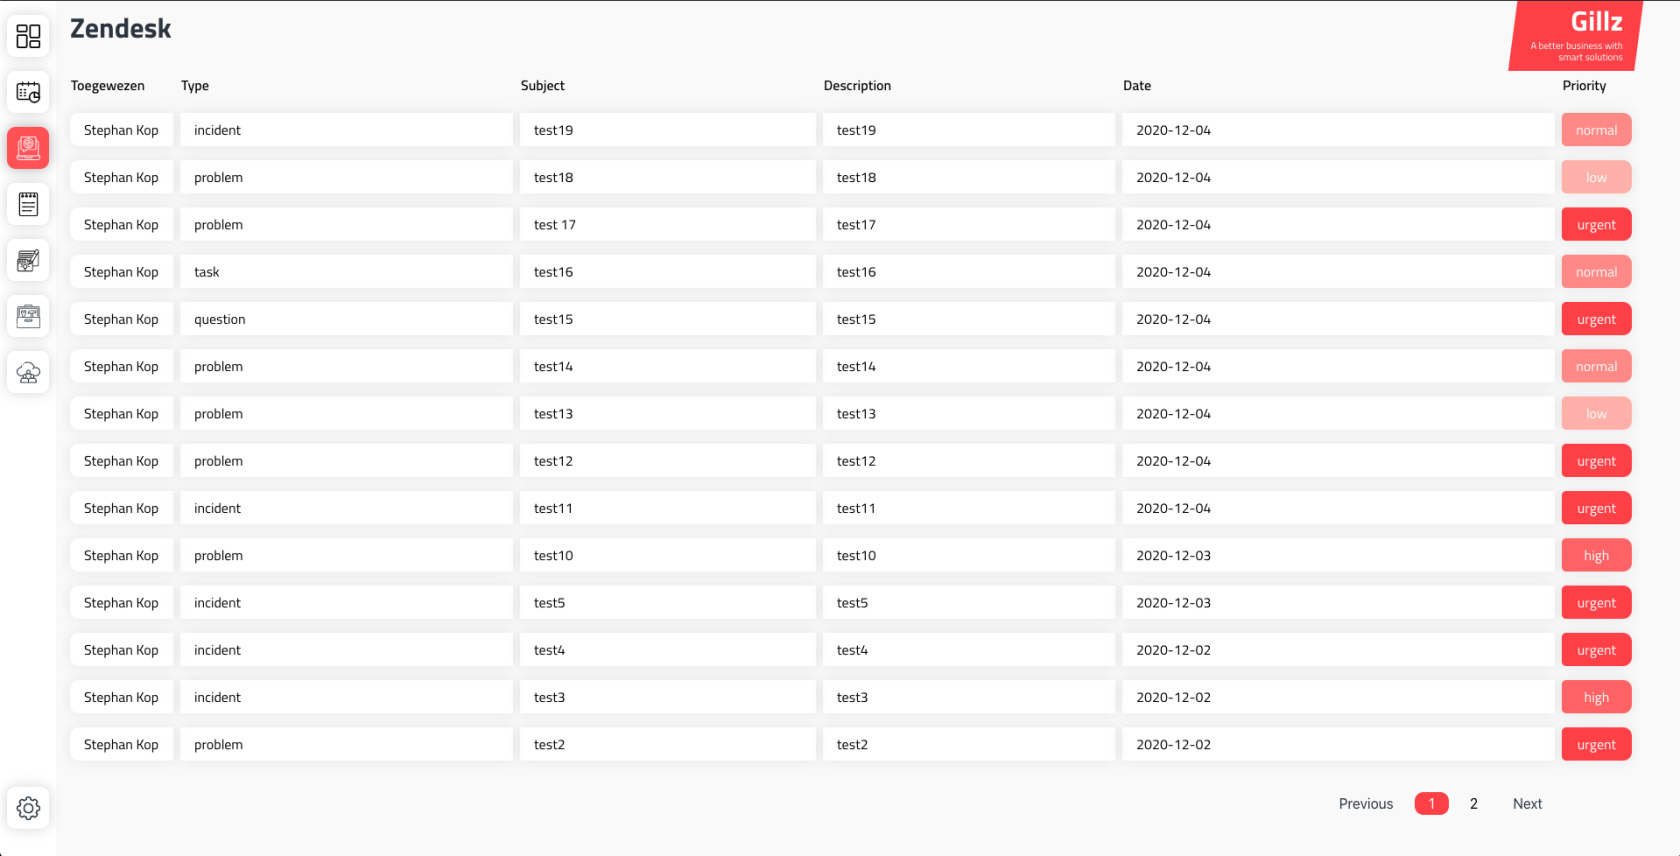 Zendesk
Gillz
A better business with
smart solutions
Toegewezen Type Subject Description Date Priority
Stephan Kop incident test19 test19 2020-12-04 normal
Stephan Kop problem test18 test18 2020-12-04 low
Stephan Kop problem test 17 test17 2020-12-04 urgent
Stephan Kop task test16 test16 2020-12-04 normal
Stephan Kop question test15 test15 2020-12-04 urgent
Stephan Kop problem test14 test14 2020-12-04 normal
Stephan Kop problem test13 test13 2020-12-04 low
Stephan Kop problem test12 test12 2020-12-04 urgent
Stephan Kop incident test11 test11 2020-12-04 urgent
Stephan Kop problem test10 test10 2020-12-03 high
Stephan Kop incident test5 test5 2020-12-03 urgent
Stephan Kop incident test4 test4 2020-12-02 urgent
Stephan Kop incident test3 test3 2020-12-02 high
Stephan Kop problem test2 test2 2020-12-02 urgent
Previous 1 2 Next